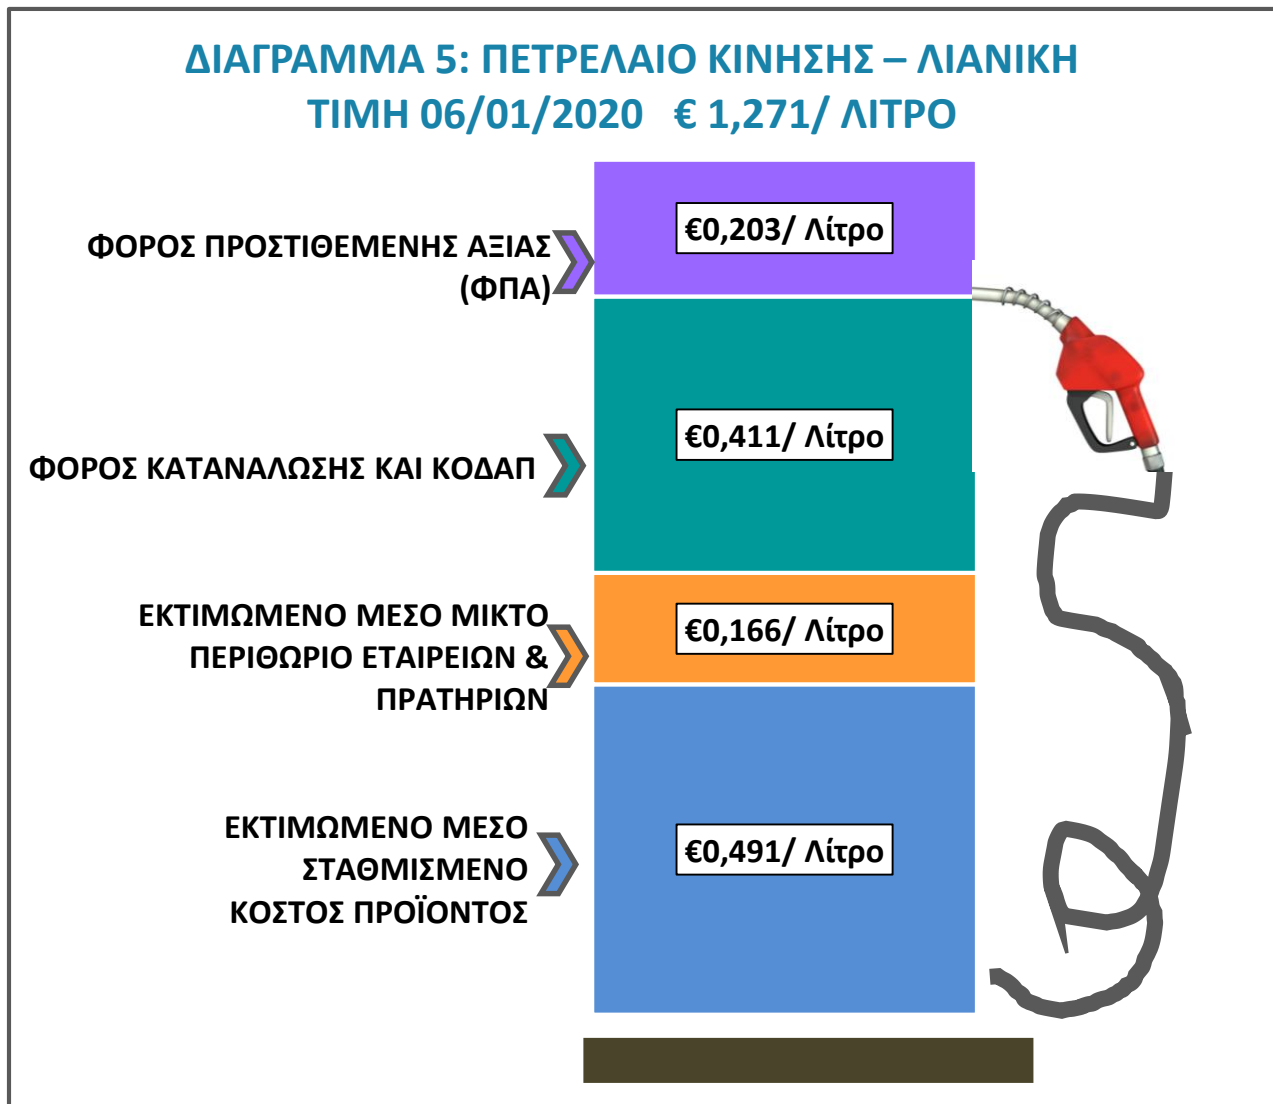 ΔΙΑΓΡΑΜΜΑ 5: ΠΕΤΡΕΛΑΙΟ ΚΙΝΗΣΗΣ – ΛΙΑΝΙΚΗ
ΤΙΜΗ 06/01/2020 € 1,271/ ΛΙΤΡΟ
€0,203/ Λίτρο
ΦΟΡΟΣ ΠΡΟΣΤΙΘΕΜΕΝΗΣ ΑΞΙΑΣ
(ΦΠΑ)
€0,411/ Λίτρο
ΦΟΡΟΣ ΚΑΤΑΝΑΛΩΣΗΣ ΚΑΙ ΚΟΔΑΠ
ΕΚΤΙΜΩΜΕΝΟ ΜΕΣΟ ΜΙΚΤΟ
ΠΕΡΙΘΩΡΙΟ ΕΤΑΙΡΕΙΩΝ &
ΠΡΑΤΗΡΙΩΝ
€0,166/ Λίτρο
ΕΚΤΙΜΩΜΕΝΟ ΜΕΣΟ
ΣΤΑΘΜΙΣΜΕΝΟ
ΚΟΣΤΟΣ ΠΡΟΪΟΝΤΟΣ
€0,491/ Λίτρο